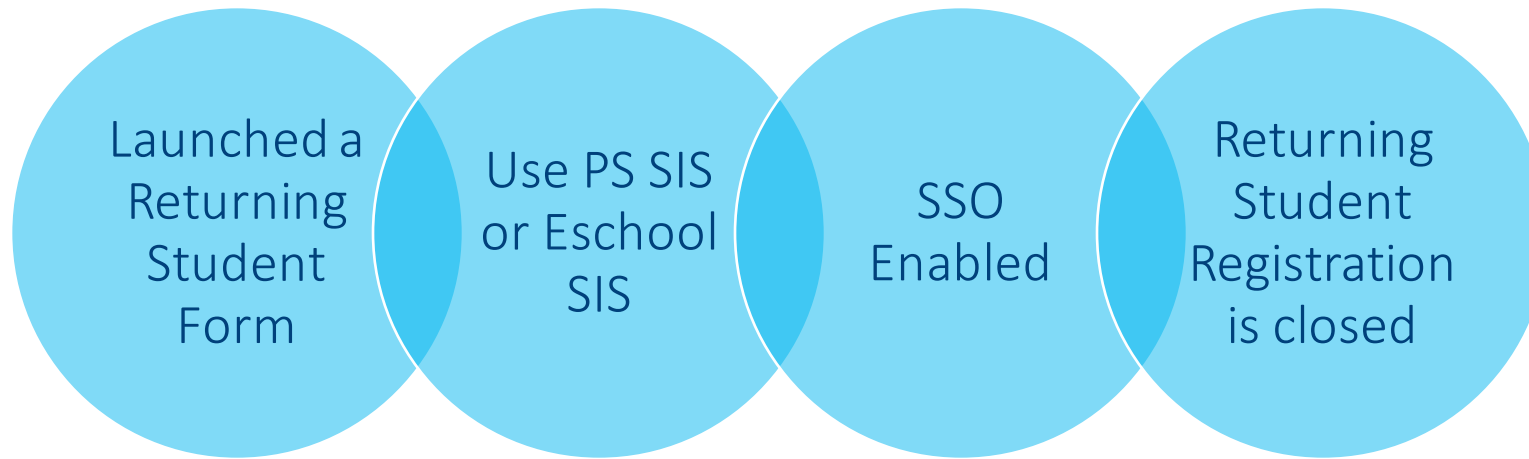 Launched a
Returning
Student
Form
Use PS SIS
or Eschool
SIS
SSO
Enabled
Returning
Student
Registration
is closed